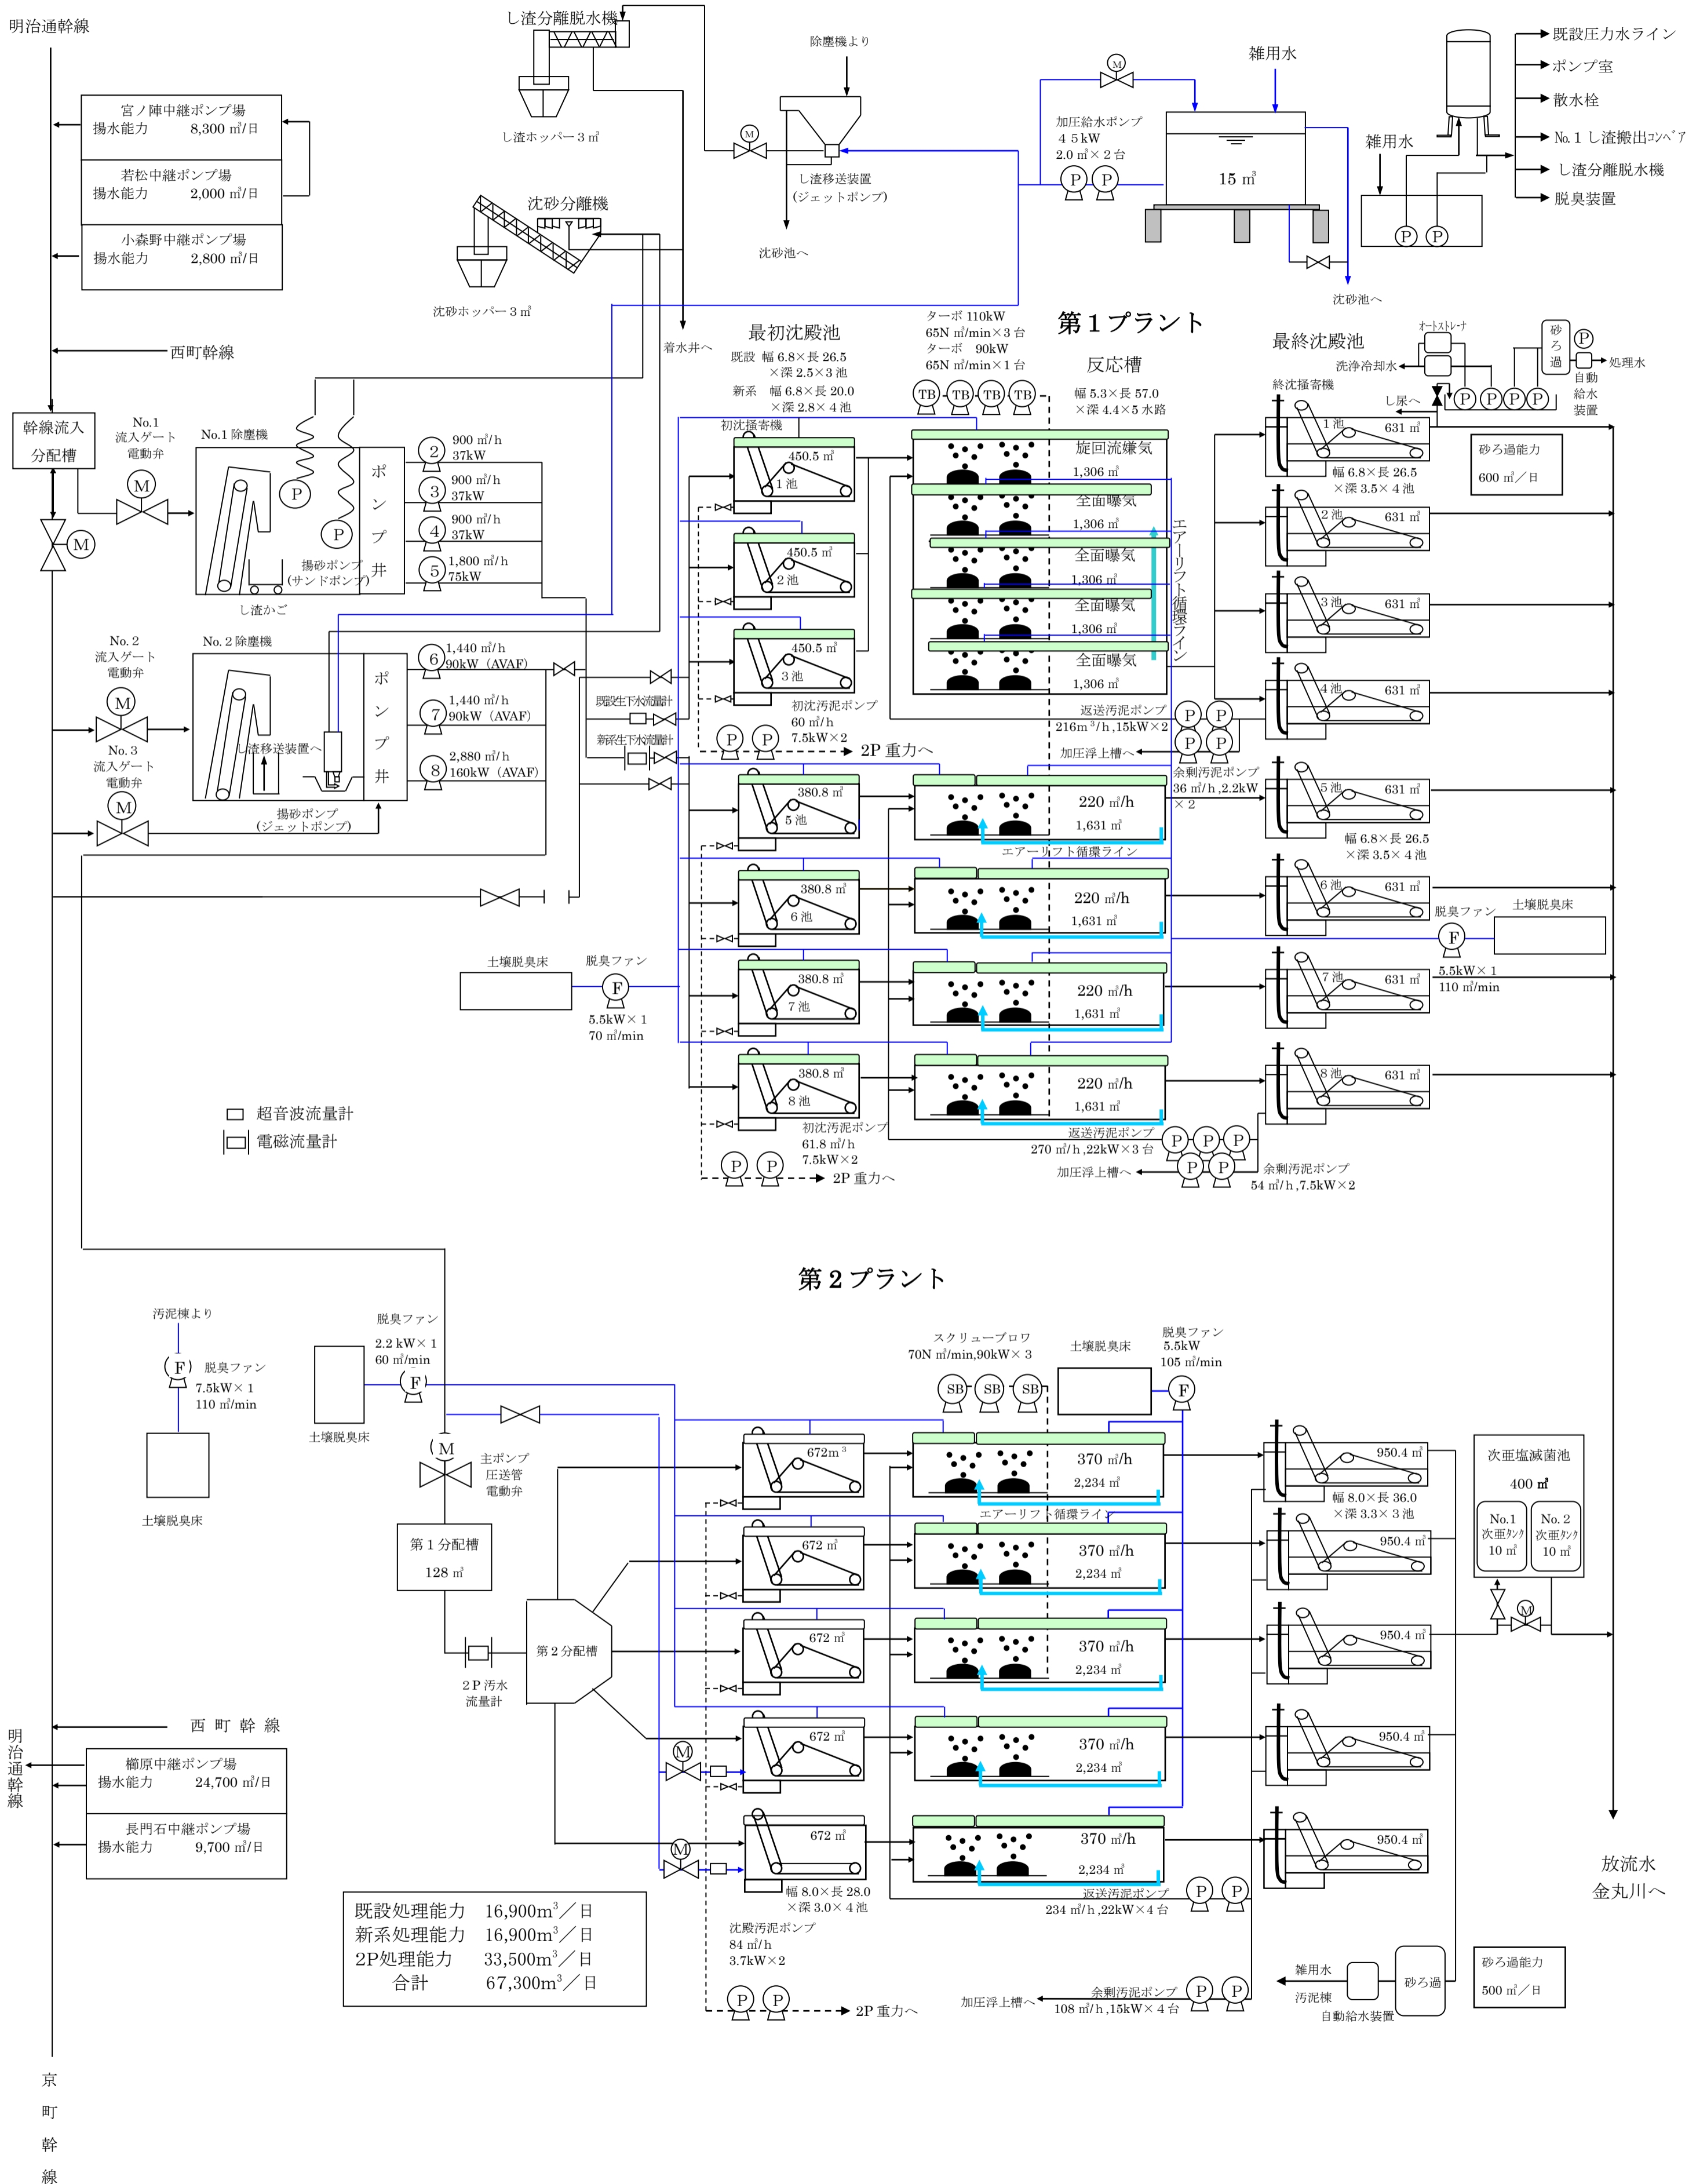 明治通幹線
宮ノ陣中継ポンプ場
揚水能力 8,300 ㎥/日
若松中継ポンプ場
揚水能力 2,000 ㎥/日
小森野中継ポンプ場
揚水能力 2,800 ㎥/日
西町幹線
し渣分離脱水機
し渣ホッパー３㎥
沈砂分離機
沈砂ホッパー３㎥
着水井へ
除塵機より
M
し渣移送装置
(ジェットポンプ)
沈砂池へ
M
加圧給水ポンプ
４５kW
2.0 ㎥×２台
P
P
雑用水
15 ㎥
沈砂池へ
雑用水
P
P
既設圧力水ライン
ポンプ室
散水栓
№1 し渣搬出ｺﾝﾍﾞｱ
し渣分離脱水機
脱臭装置
幹線流入
分配槽
M
No.1
流入ゲート
電動弁
M
No.1 除塵機
P
P
揚砂ポンプ
(サンドポンプ)
し渣かご
ポンプ井
2
900 ㎥/h
37kW
3
900 ㎥/h
37kW
4
900 ㎥/h
37kW
5
1,800 ㎥/h
75kW
No. 2
流入ゲート
電動弁
M
No. 3
流入ゲート
電動弁
M
No. 2 除塵機
し渣移送装置へ
揚砂ポンプ
(ジェットポンプ)
ポンプ井
6
1,440 ㎥/h
90kW（AVAF）
7
1,440 ㎥/h
90kW（AVAF）
8
2,880 ㎥/h
160kW（AVAF）
既設生下水流量計
新系生下水流量計
第１プラント
最初沈殿池
既設 幅 6.8×長 26.5
×深 2.5×３池
新系 幅 6.8×長 20.0
×深 2.8×４池
初沈掻寄機
450.5 ㎥
1 池
450.5 ㎥
2 池
450.5 ㎥
3 池
初沈汚泥ポンプ
60 ㎥/h
7.5kW×2
P
P
2P 重力へ
ターボ 110kW
65N ㎥/min×３台
ターボ 90kW
65N ㎥/min×１台
TB
TB
TB
TB
反応槽
幅 5.3×長 57.0
×深 4.4×５水路
旋回流嫌気
1,306 ㎥
全面曝気
1,306 ㎥
全面曝気
1,306 ㎥
全面曝気
1,306 ㎥
全面曝気
1,306 ㎥
エアーリフト循環ライン
返送汚泥ポンプ
216m³/h,15kW×2
P
P
P
P
加圧浮上槽へ
余剰汚泥ポンプ
36 ㎥/h,2.2kW
×２
最終沈殿池
終沈掻寄機
1 池
631 ㎥
幅 6.8×長 26.5
×深 3.5×４池
2 池
631 ㎥
3 池
631 ㎥
4 池
631 ㎥
ｵｰﾄｽﾄﾚｰﾅ
洗浄冷却水
し尿へ
P
P
P
P
砂ろ過
P
処理水
自動
給水
装置
砂ろ過能力
600 ㎥／日
380.8 ㎥
5 池
220 ㎥/h
1,631 ㎥
エアーリフト循環ライン
5 池
631 ㎥
幅 6.8×長 26.5
×深 3.5×４池
380.8 ㎥
6 池
220 ㎥/h
1,631 ㎥
6 池
631 ㎥
脱臭ファン
F
土壌脱臭床
5.5kW×１
110 ㎥/min
380.8 ㎥
7 池
220 ㎥/h
1,631 ㎥
7 池
631 ㎥
380.8 ㎥
8 池
220 ㎥/h
1,631 ㎥
8 池
631 ㎥
土壌脱臭床
脱臭ファン
F
5.5kW×１
70 ㎥/min
超音波流量計
電磁流量計
初沈汚泥ポンプ
61.8 ㎥/h
7.5kW×2
P
P
2P 重力へ
返送汚泥ポンプ
270 ㎥/h,22kW×３台
P
P
P
P
P
加圧浮上槽へ
余剰汚泥ポンプ
54 ㎥/h,7.5kW×2
第２プラント
汚泥棟より
F
脱臭ファン
7.5kW×１
110 ㎥/min
土壌脱臭床
脱臭ファン
2.2 kW×１
60 ㎥/min
F
土壌脱臭床
M
主ポンプ
圧送管
電動弁
第１分配槽
128 ㎥
２P 汚水
流量計
第２分配槽
スクリューブロワ
70N ㎥/min,90kW×３
SB
SB
SB
土壌脱臭床
脱臭ファン
5.5kW
105 ㎥/min
F
672m³
370 ㎥/h
2,234 ㎥
エアーリフト循環ライン
950.4 ㎥
幅 8.0×長 36.0
×深 3.3×３池
672 ㎥
370 ㎥/h
2,234 ㎥
950.4 ㎥
672 ㎥
370 ㎥/h
2,234 ㎥
950.4 ㎥
672 ㎥
M
370 ㎥/h
2,234 ㎥
950.4 ㎥
672 ㎥
M
370 ㎥/h
2,234 ㎥
950.4 ㎥
幅 8.0×長 28.0
×深 3.0×４池
沈殿汚泥ポンプ
84 ㎥/h
3.7kW×2
P
P
2P 重力へ
返送汚泥ポンプ
234 ㎥/h,22kW×４台
P
P
加圧浮上槽へ
余剰汚泥ポンプ
108 ㎥/h,15kW×４台
P
P
次亜塩滅菌池
400 ㎥
No.1
次亜ﾀﾝｸ
10 ㎥
No. 2
次亜ﾀﾝｸ
10 ㎥
M
雑用水
汚泥棟
自動給水装置
砂ろ過
砂ろ過能力
500 ㎥／日
放流水
金丸川へ
西 町 幹 線
明治通幹線
櫛原中継ポンプ場
揚水能力 24,700 ㎥/日
長門石中継ポンプ場
揚水能力 9,700 ㎥/日
既設処理能力 16,900m³／日
新系処理能力 16,900m³／日
2P処理能力 33,500m³／日
合計 67,300m³／日
京町幹線